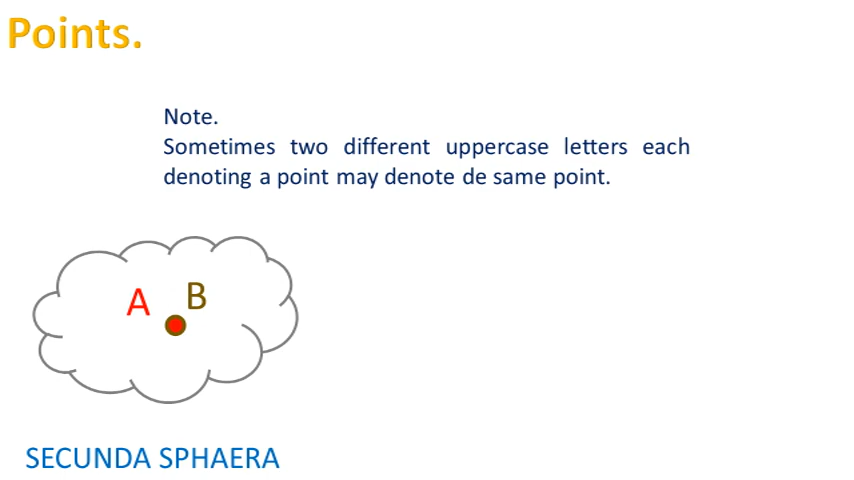 Points.
Note.
Sometimes two different uppercase letters each
denoting a point may denote de same point.
A B
SECUNDA SPHAERA